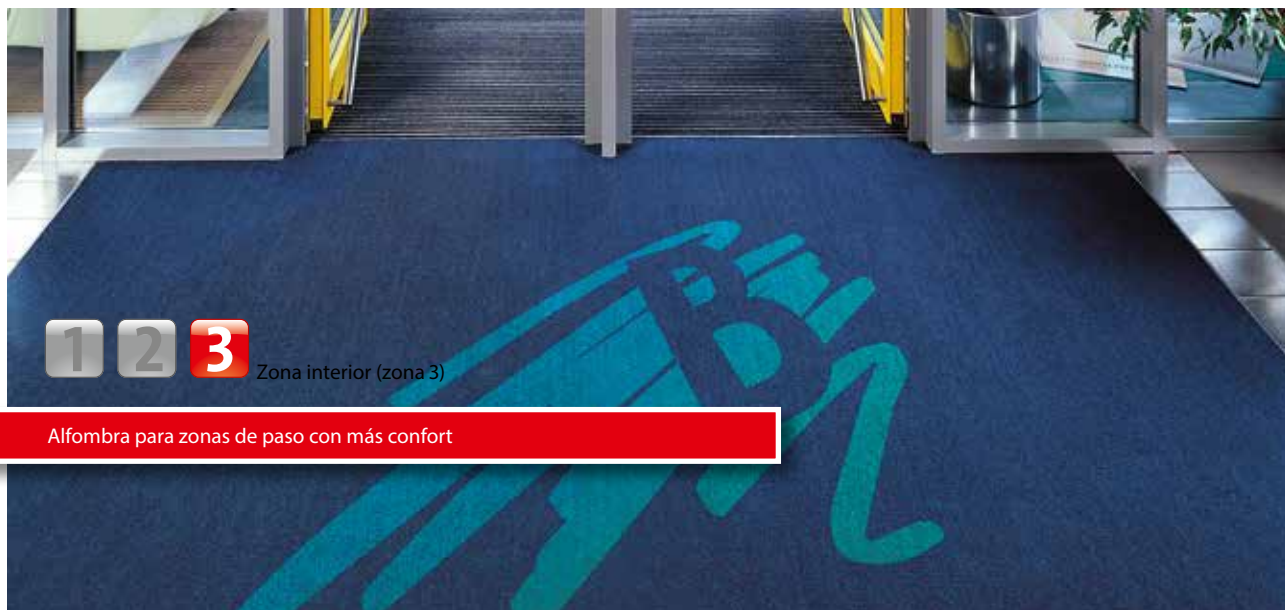 1 2 3 Zona interior (zona 3)
Alfombra para zonas de paso con más confort